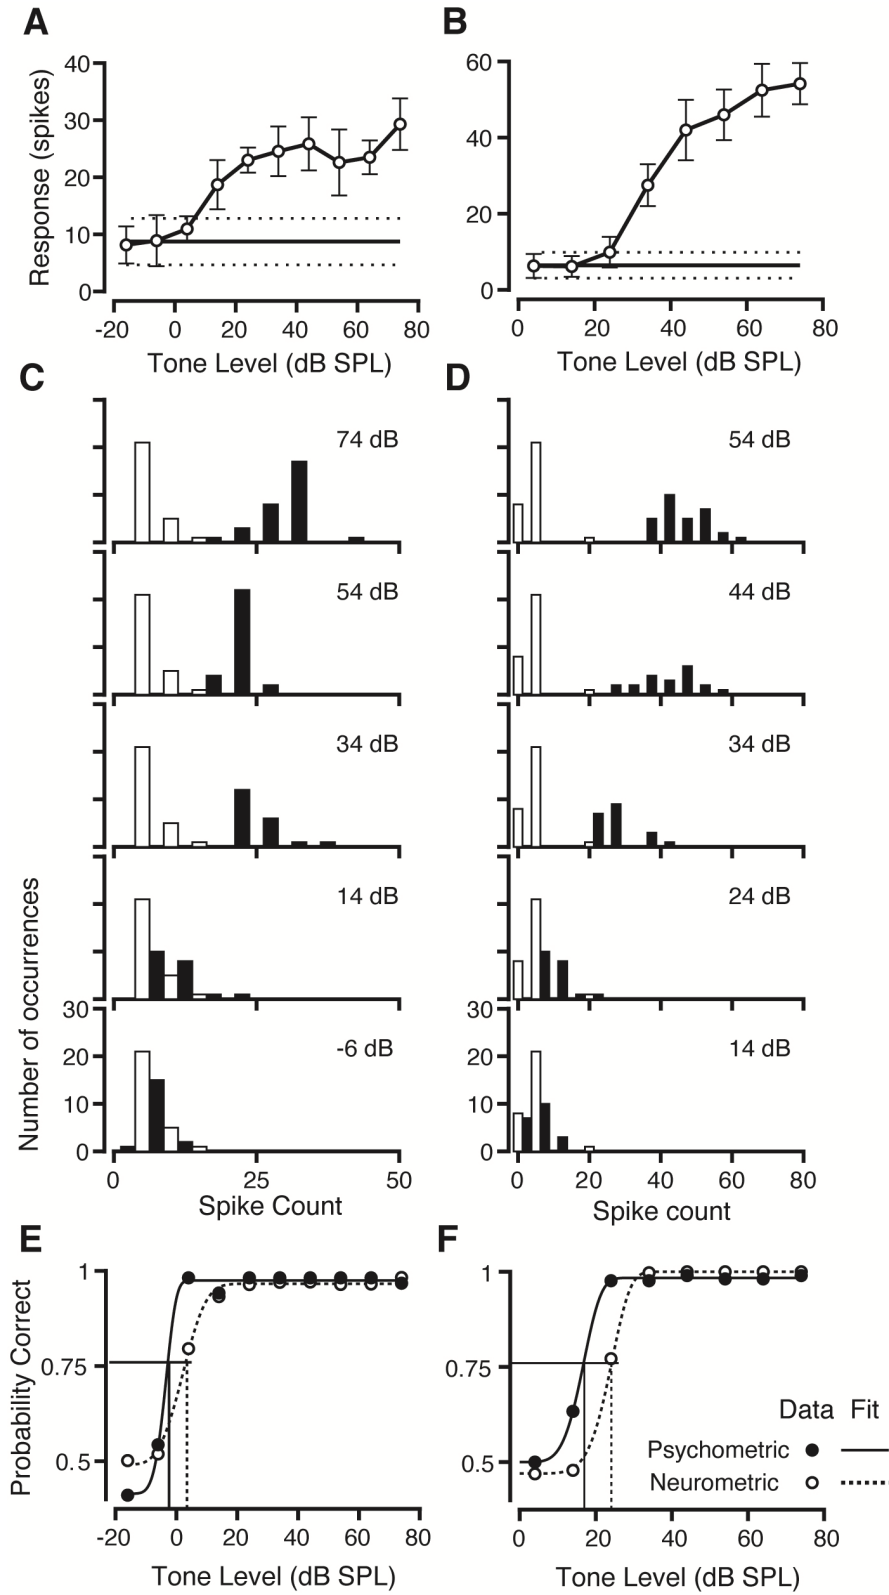 A
B
Response (spikes)
40
30
20
10
0
-20 0 20 40 60 80
Tone Level (dB SPL)
60
40
20
0
0 20 40 60 80
Tone Level (dB SPL)
C
D
74 dB
54 dB
54 dB
44 dB
34 dB
34 dB
14 dB
24 dB
-6 dB
14 dB
Number of occurrences
30
20
10
0
0 25 50
Spike Count
30
20
10
0
0 20 40 60 80
Spike count
E
F
Probability Correct
1
0.75
0.5
-20 0 20 40 60 80
Tone Level (dB SPL)
1
0.75
0.5
Data Fit
Psychometric
Neurometric
0 20 40 60 80
Tone Level (dB SPL)